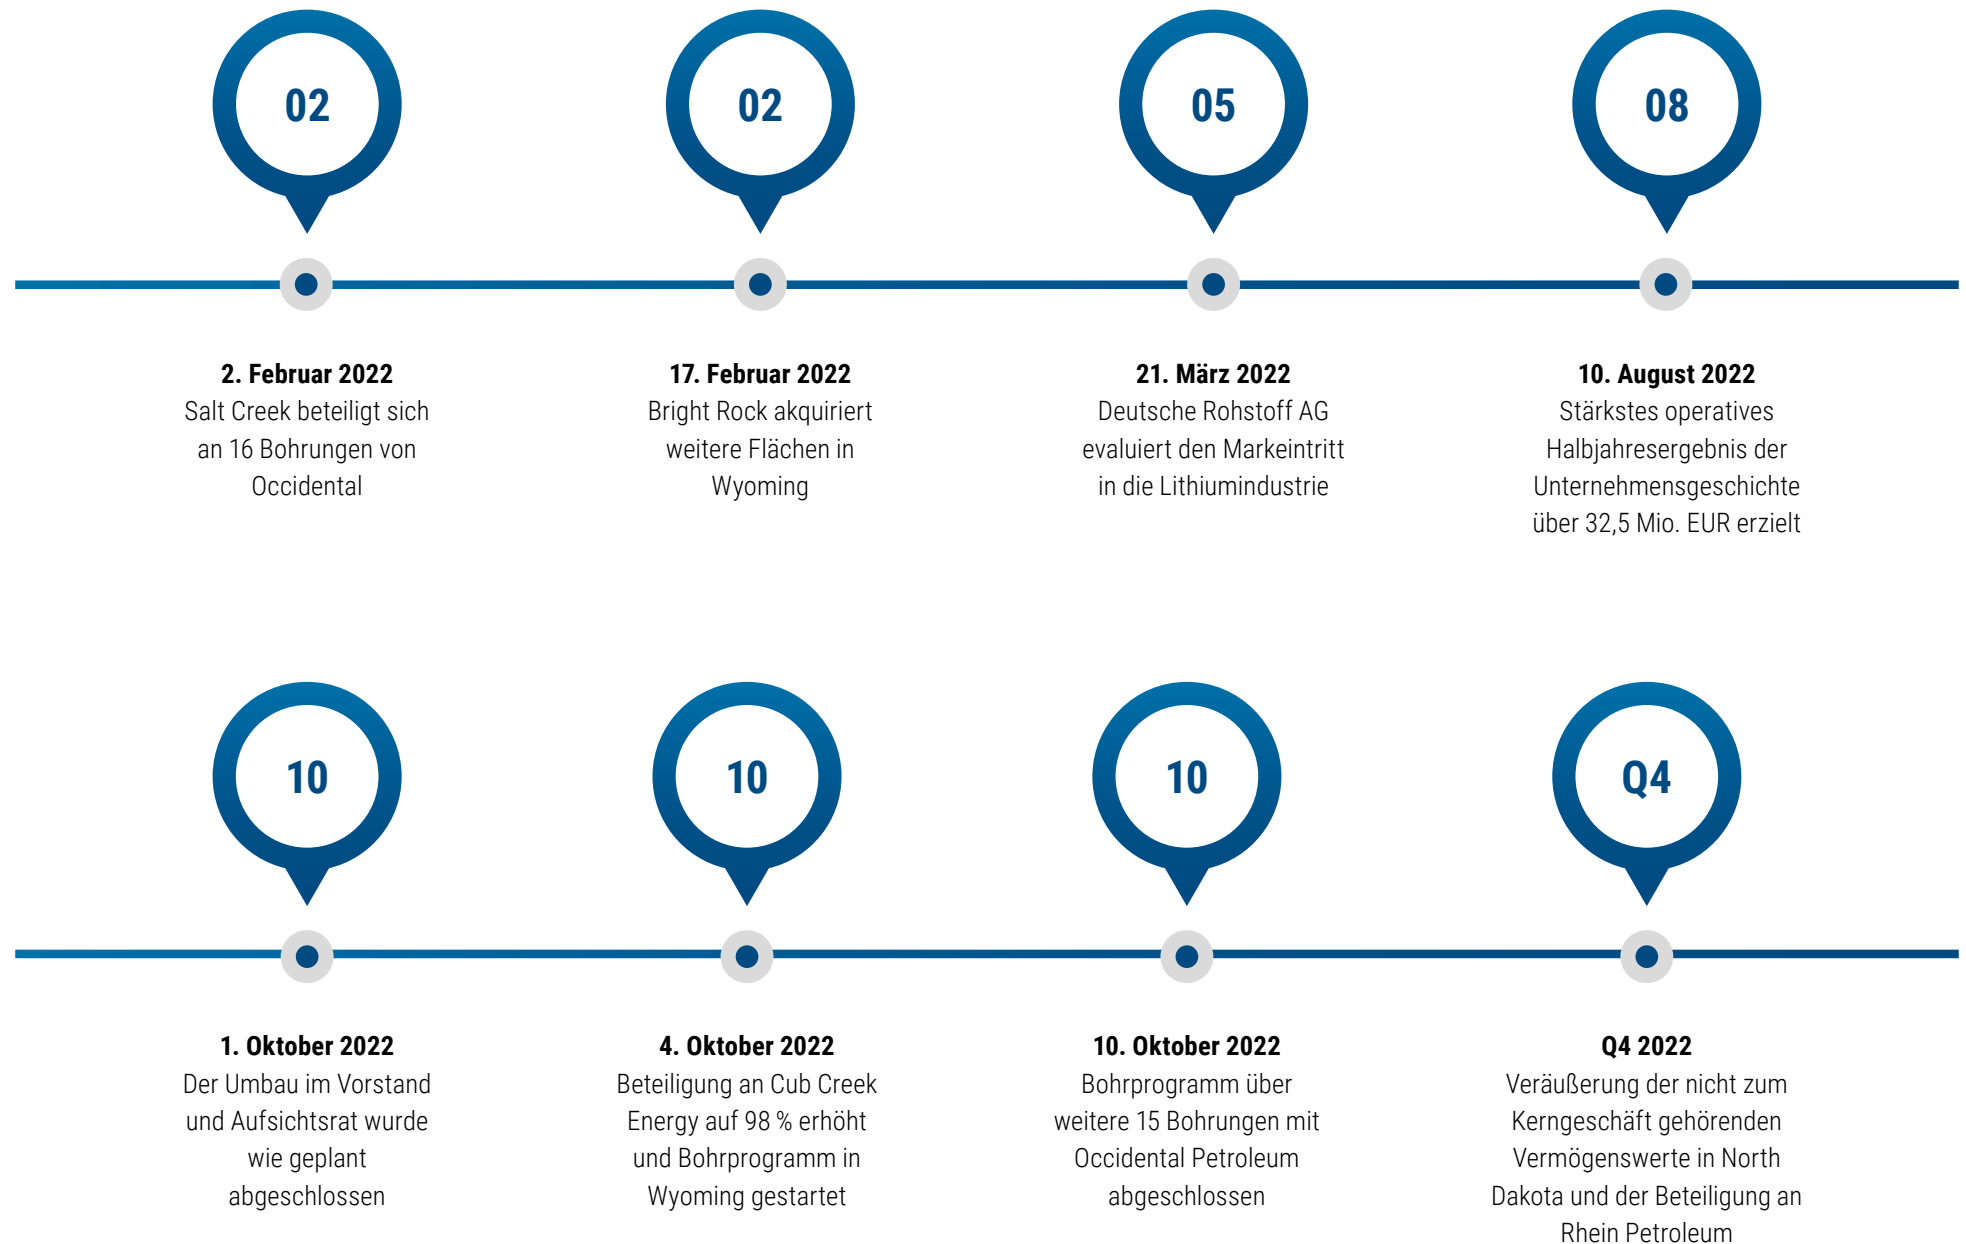 02
02
05
08
2. Februar 2022
Salt Creek beteiligt sich
an 16 Bohrungen von
Occidental
17. Februar 2022
Bright Rock akquiriert
weitere Flächen in
Wyoming
21. März 2022
Deutsche Rohstoff AG
evaluiert den Markeintritt
in die Lithiumindustrie
10. August 2022
Stärkstes operatives
Halbjahresergebnis der
Unternehmensgeschichte
über 32,5 Mio. EUR erzielt
10
10
10
Q4
1. Oktober 2022
Der Umbau im Vorstand
und Aufsichtsrat wurde
wie geplant
abgeschlossen
4. Oktober 2022
Beteiligung an Cub Creek
Energy auf 98 % erhöht
und Bohrprogramm in
Wyoming gestartet
10. Oktober 2022
Bohrprogramm über
weitere 15 Bohrungen mit
Occidental Petroleum
abgeschlossen
Q4 2022
Veräußerung der nicht zum
Kerngeschäft gehörenden
Vermögenswerte in North
Dakota und der Beteiligung an
Rhein Petroleum